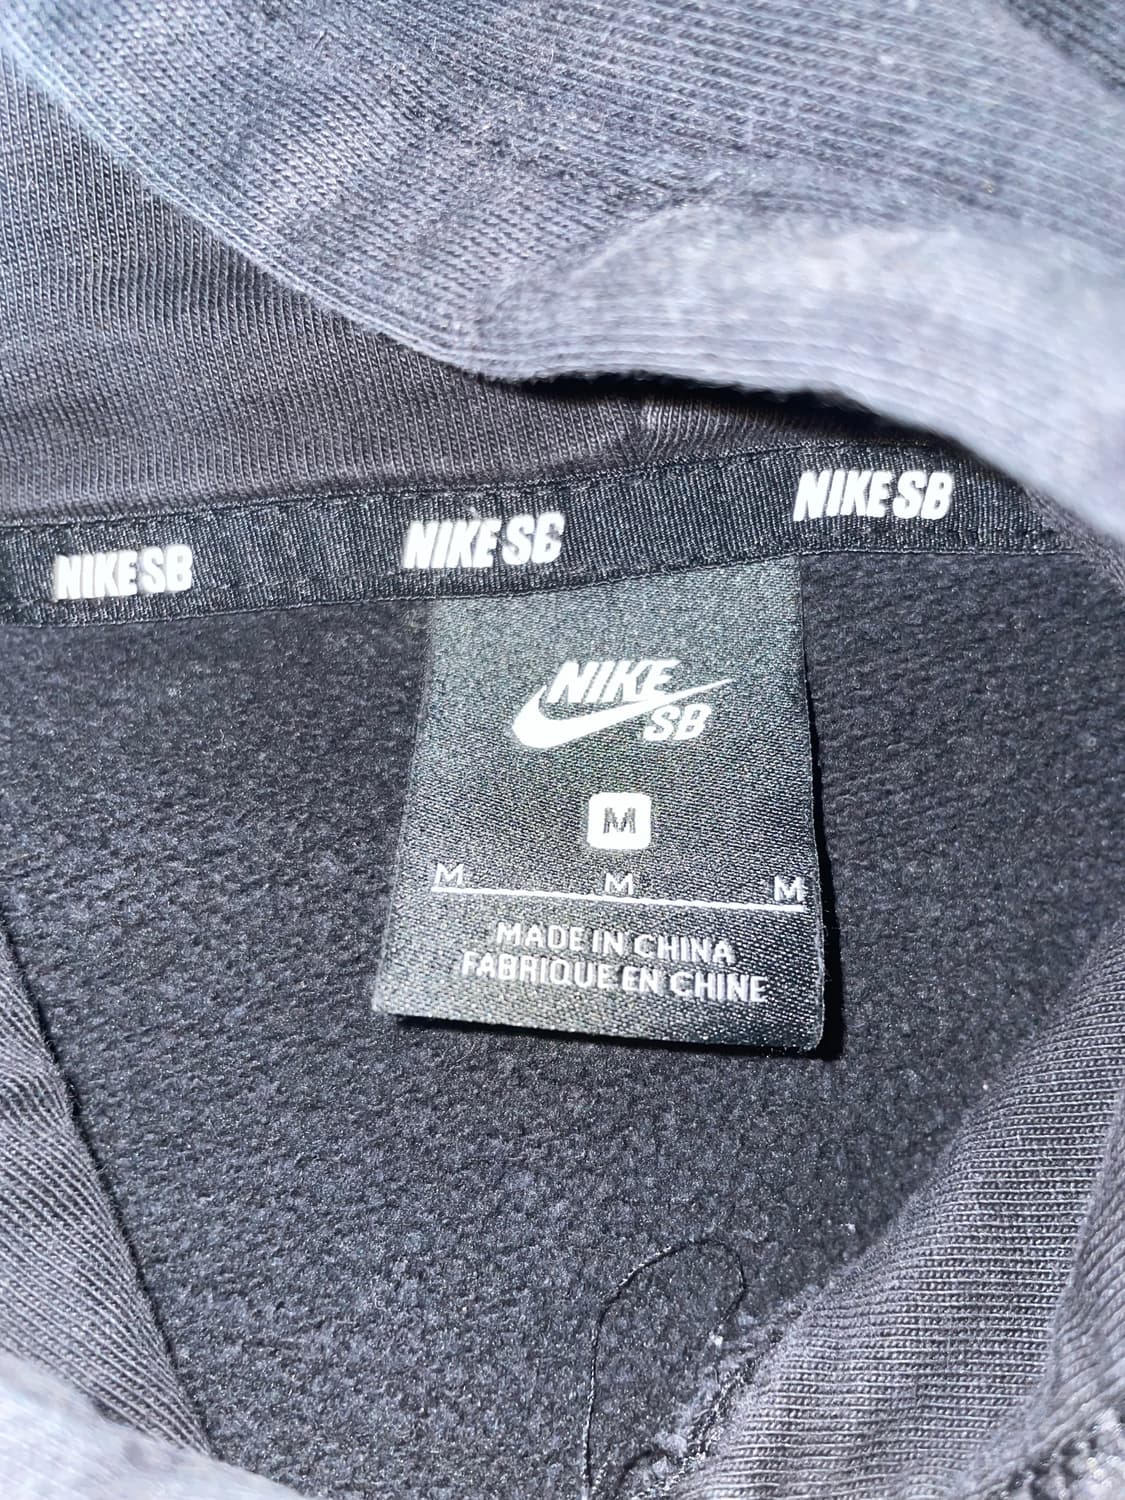 NIKE SB NIKE SB NIKE SB
NIKE
SB
M
M M M
MADE IN CHINA
FABRIQUE EN CHINE